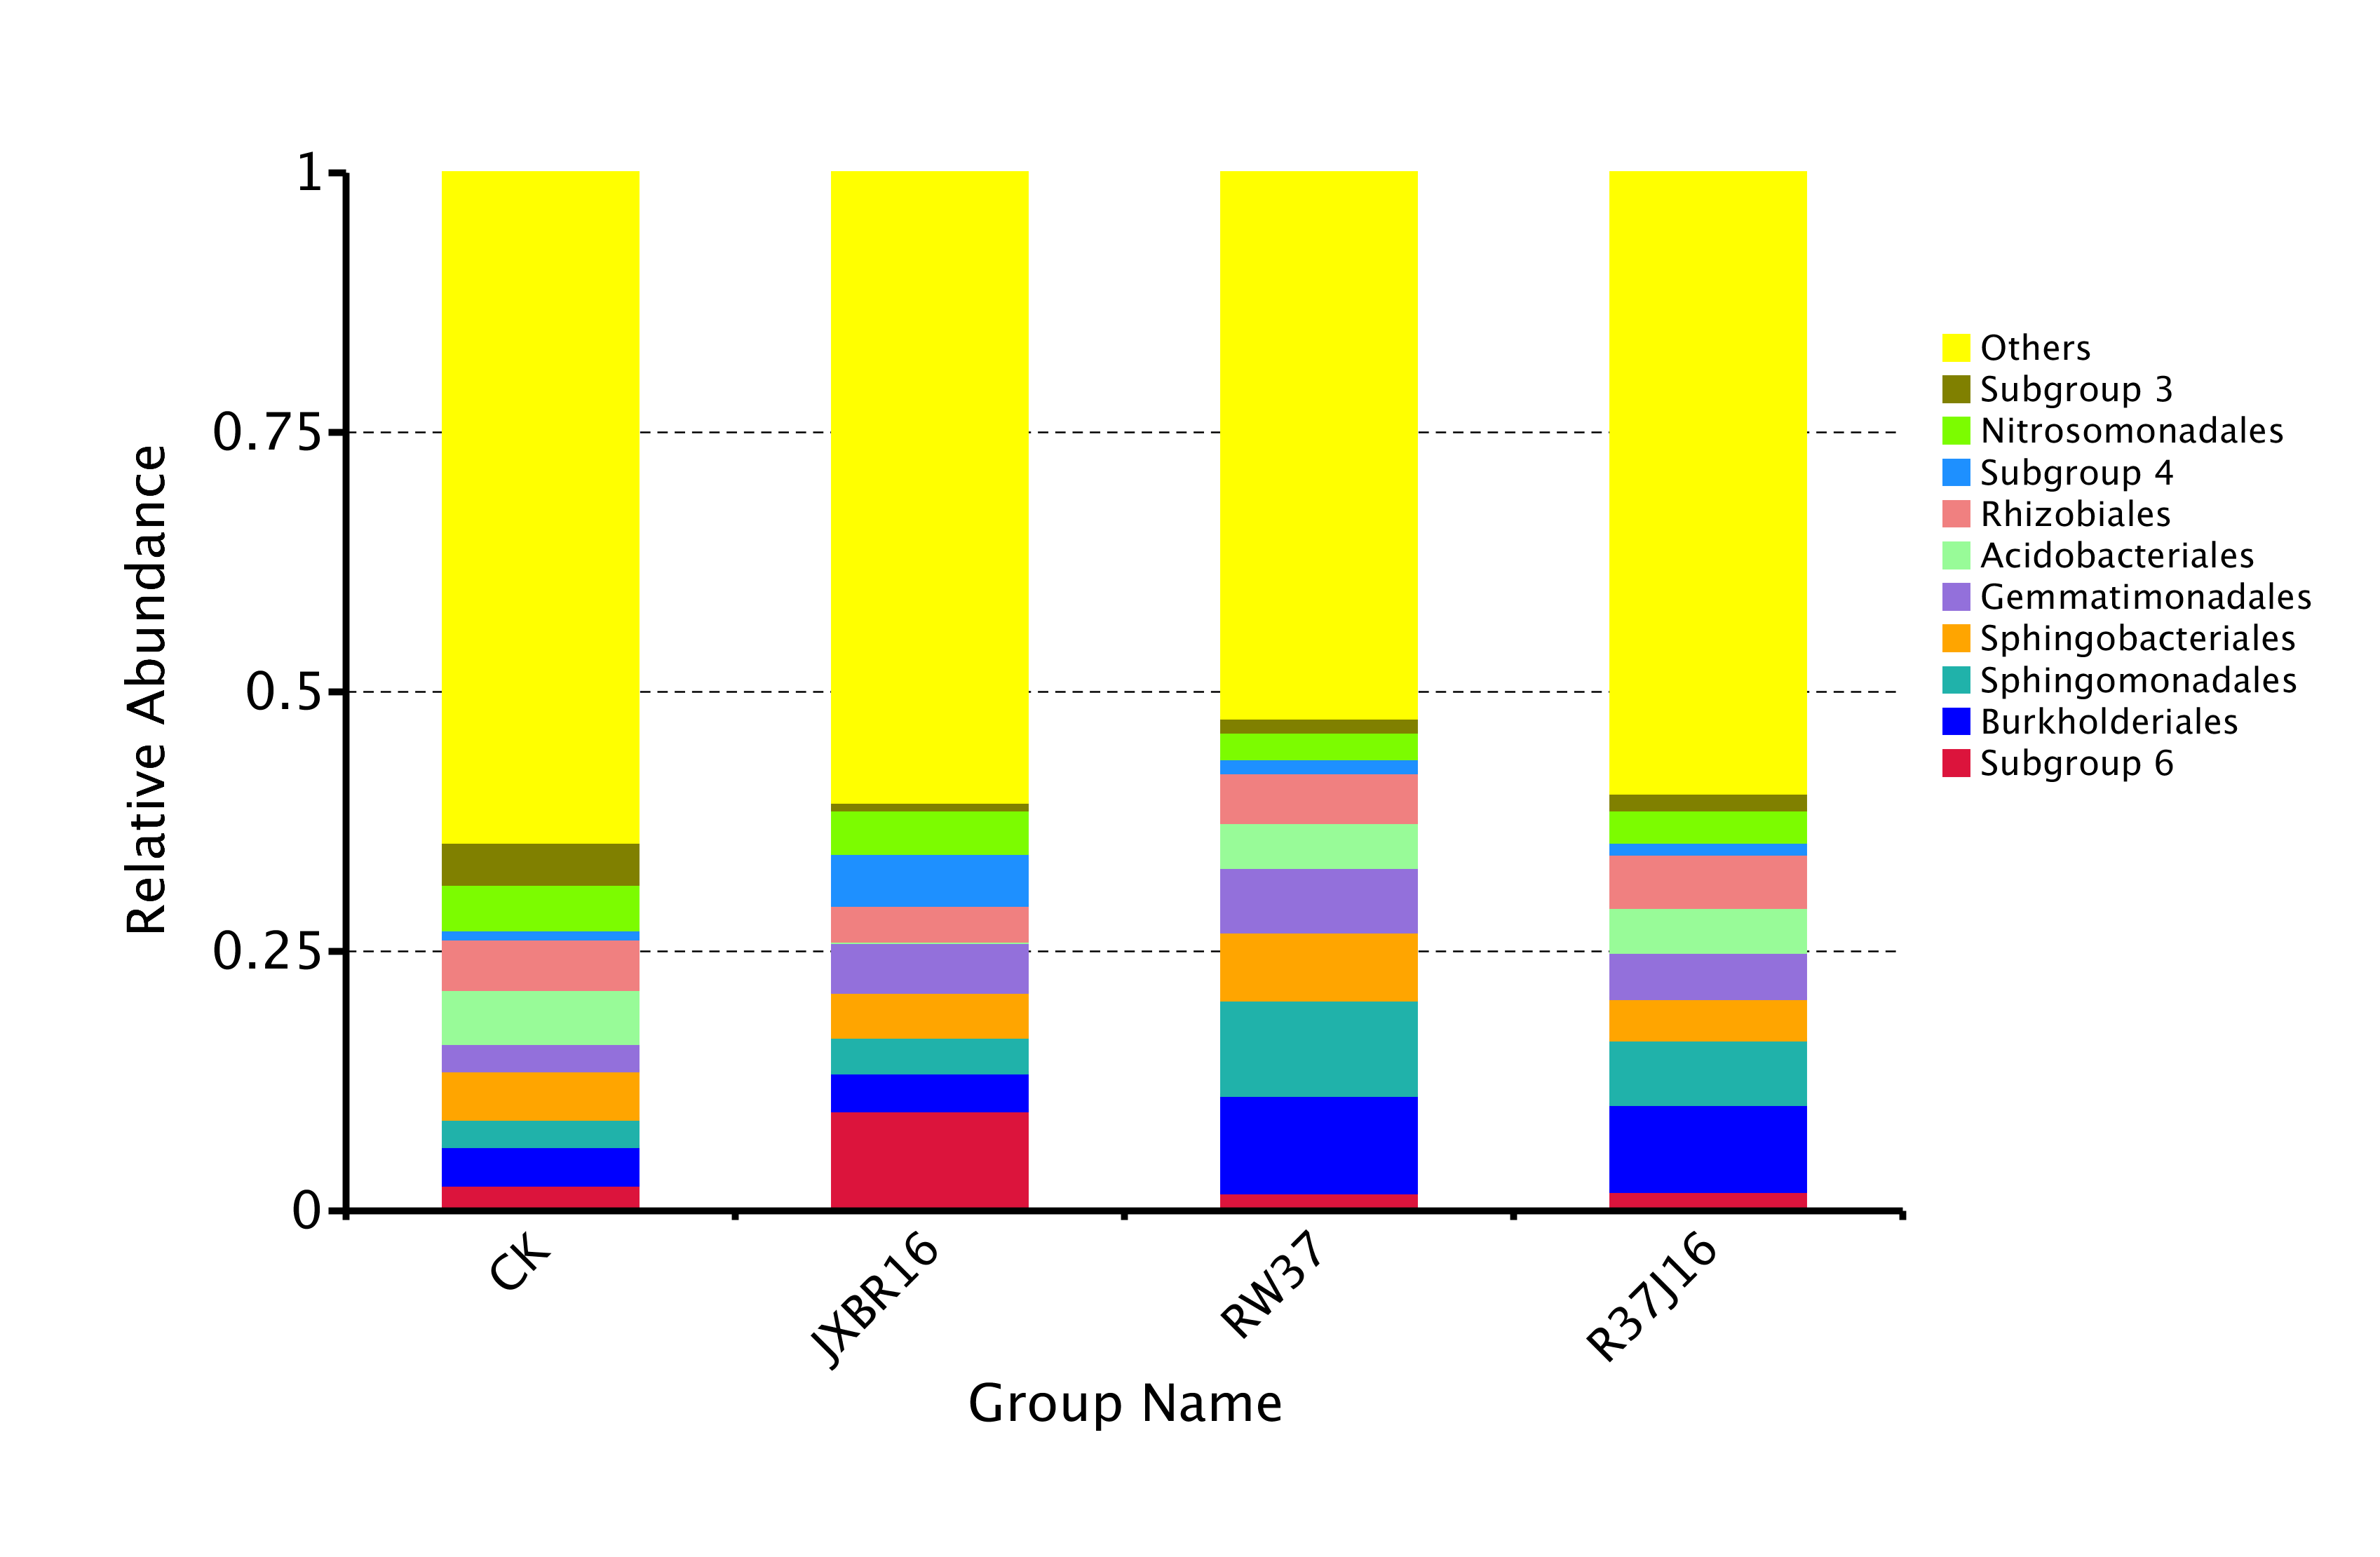 1
0.75
0.5
0.25
0
Relative Abundance
CK
JXBR16
RW37
R37J16
Group Name
Others
Subgroup 3
Nitrosomonadales
Subgroup 4
Rhizobiales
Acidobacteriales
Gemmatimonadales
Sphingobacteriales
Sphingomonadales
Burkholderiales
Subgroup 6